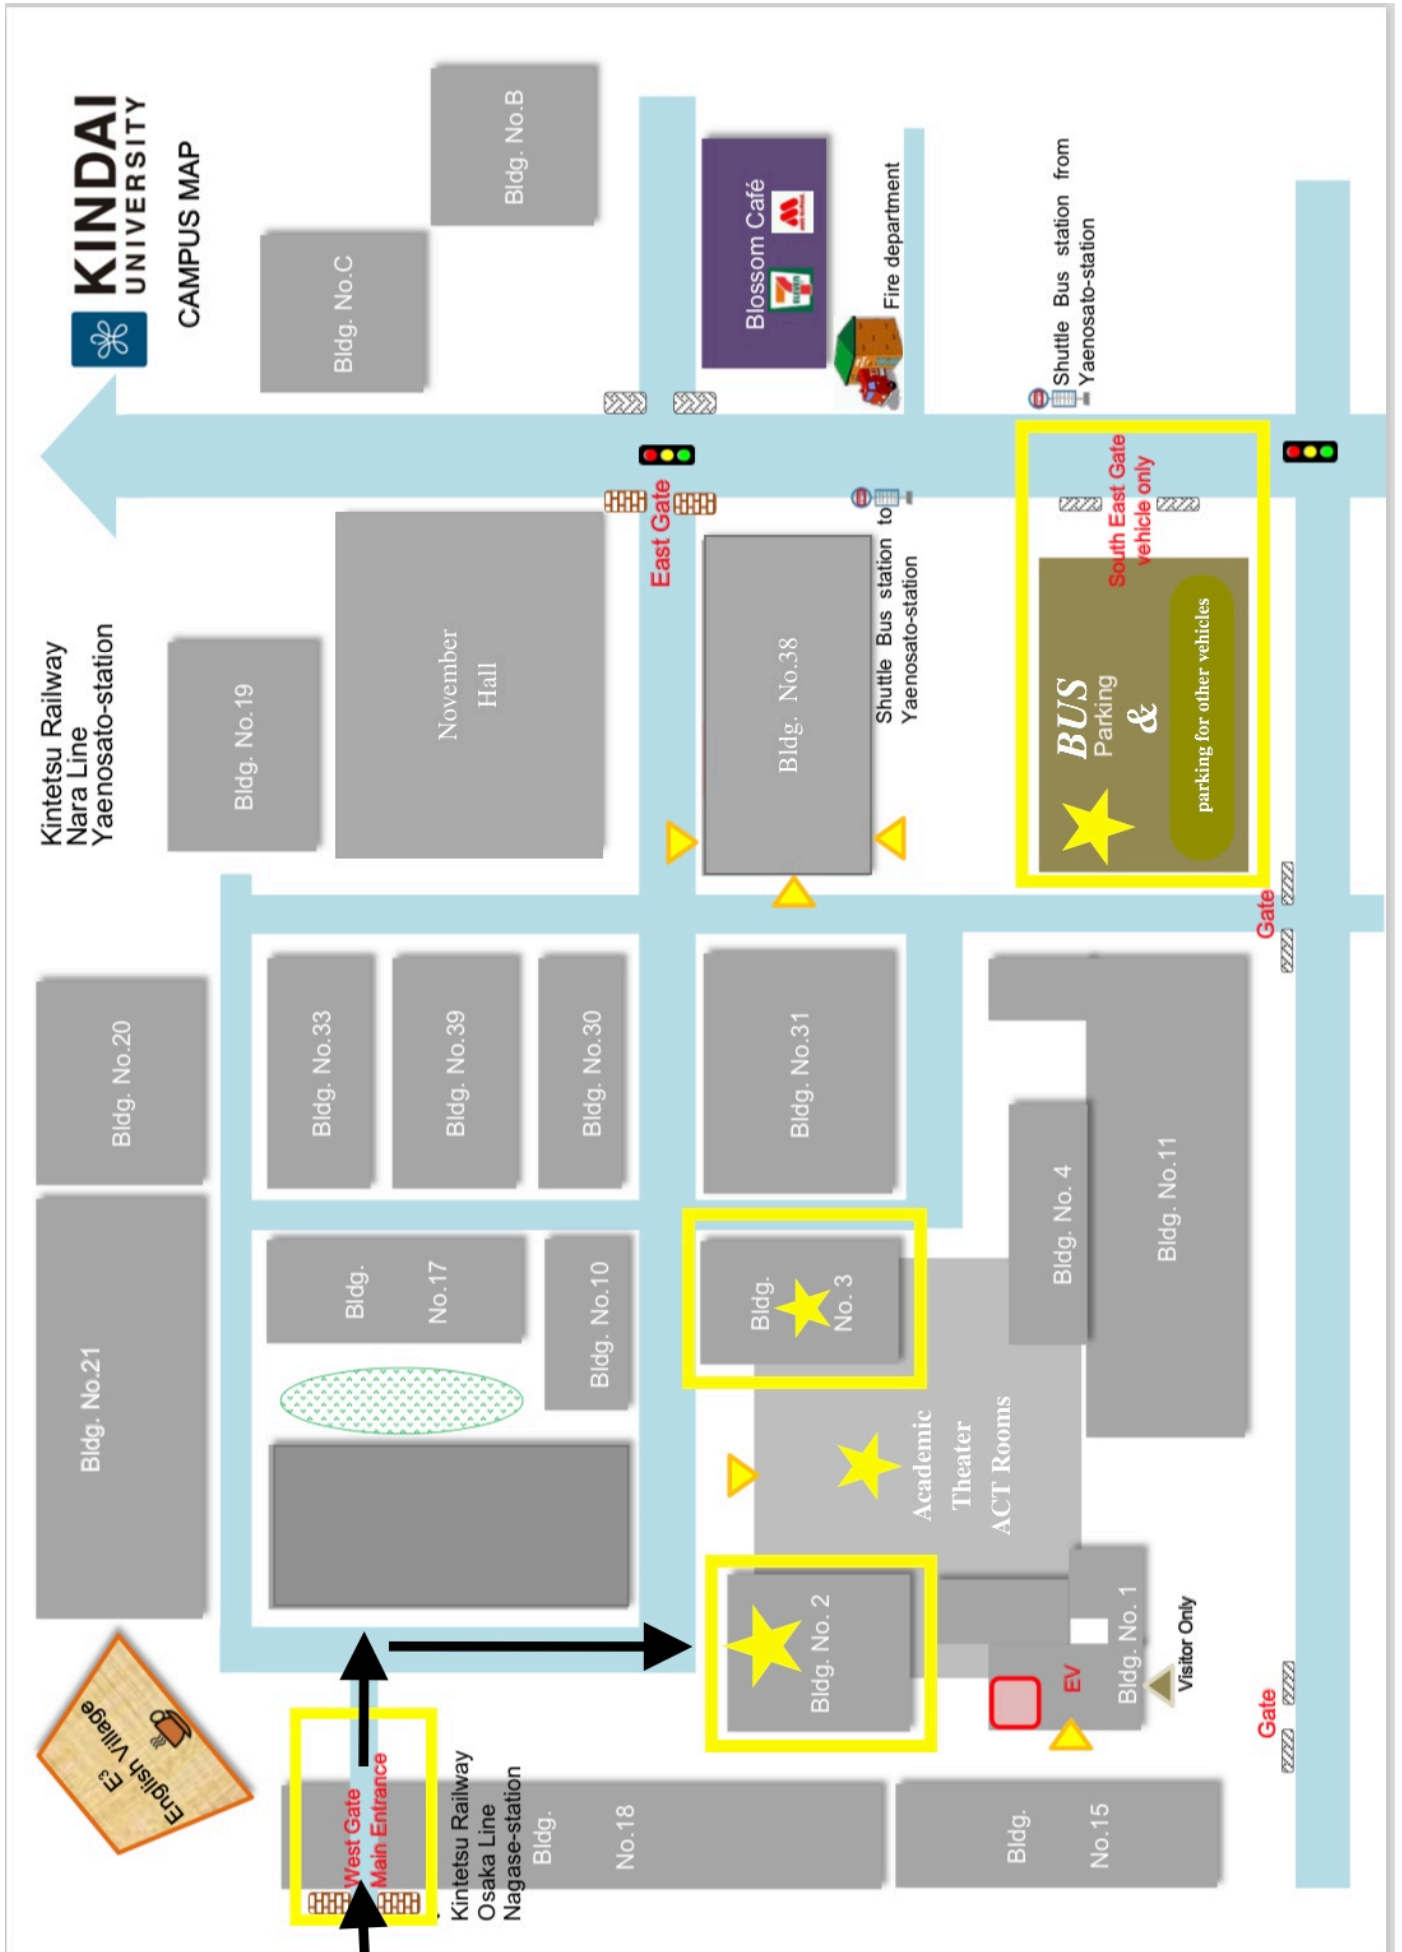 KINDAI
UNIVERSITY
CAMPUS MAP
Kintetsu Railway
Nara Line
Yaenosato-station
Bldg. No.B
Bldg. No.C
Blossom Café
7
ELEVEN
Fire department
Shuttle Bus station from
Yaenosato-station
Bldg. No.19
November
Hall
East Gate
Bldg. No.38
Shuttle Bus station to
Yaenosato-station
South East Gate
vehicle only
BUS
Parking
&
parking for other vehicles
Gate
Bldg. No.20
Bldg. No.33
Bldg. No.39
Bldg. No.30
Bldg. No.31
Bldg. No.21
Bldg.
No.17
Bldg. No.10
Bldg.
No. 3
Bldg. No. 4
Bldg. No.11
Academic
Theater
ACT Rooms
E³
English Village
Bldg. No. 2
EV
Bldg. No. 1
Visitor Only
Gate
West Gate
Main Entrance
Kintetsu Railway
Osaka Line
Nagase-station
Bldg.
No.18
Bldg.
No.15